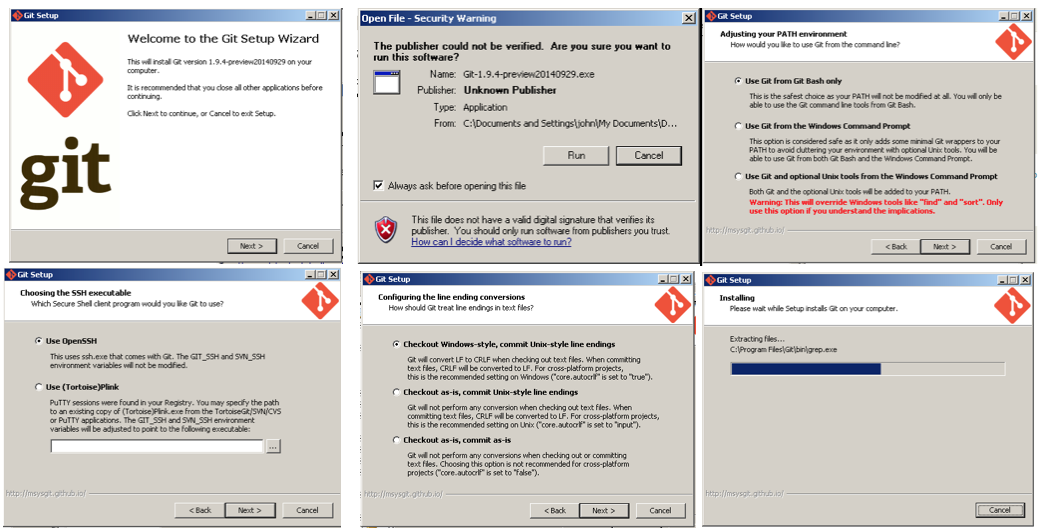 Git Setup
Welcome to the Git Setup Wizard
This will install Git version 1.9.4-preview20140929 on your
computer.
It is recommended that you close all other applications before
continuing.
Click Next to continue, or Cancel to exit Setup.
git
Next >
Cancel
Open File - Security Warning
The publisher could not be verified. Are you sure you want to
run this software?
Name: Git-1.9.4-preview20140929.exe
Publisher: Unknown Publisher
Type: Application
From: C:\Documents and Settings\john\My Documents\D...
Run
Cancel
Always ask before opening this file
This file does not have a valid digital signature that verifies its
publisher. You should only run software from publishers you trust.
How can I decide what software to run?
Git Setup
Adjusting your PATH environment
How would you like to use Git from the command line?
Use Git from Git Bash only
This is the safest choice as your PATH will not be modified at all. You will only be
able to use the Git command line tools from Git Bash.
Use Git from the Windows Command Prompt
This option is considered safe as it only adds some minimal Git wrappers to your
PATH to avoid cluttering your environment with optional Unix tools. You will be
able to use Git from both Git Bash and the Windows Command Prompt.
Use Git and optional Unix tools from the Windows Command Prompt
Both Git and the optional Unix tools will be added to your PATH.
Warning: This will override Windows tools like "find" and "sort". Only
use this option if you understand the implications.
http://msysgit.github.io/
< Back
Next >
Cancel
Git Setup
Choosing the SSH executable
Which Secure Shell client program would you like Git to use?
Use OpenSSH
This uses ssh.exe that comes with Git. The GIT_SSH and SVN_SSH
environment variables will not be modified.
Use (Tortoise)Plink
PuTTY sessions were found in your Registry. You may specify the path
to an existing copy of (Tortoise)Plink.exe from the TortoiseGit/SVN/CVS
or PuTTY applications. The GIT_SSH and SVN_SSH environment
variables will be adjusted to point to the following executable:
...
http://msysgit.github.io/
< Back
Next >
Cancel
Git Setup
Configuring the line ending conversions
How should Git treat line endings in text files?
Checkout Windows-style, commit Unix-style line endings
Git will convert LF to CRLF when checking out text files. When committing
text files, CRLF will be converted to LF. For cross-platform projects,
this is the recommended setting on Windows ("core.autocrlf" is set to "true").
Checkout as-is, commit Unix-style line endings
Git will not perform any conversion when checking out text files. When
committing text files, CRLF will be converted to LF. For cross-platform projects,
this is the recommended setting on Unix ("core.autocrlf" is set to "input").
Checkout as-is, commit as-is
Git will not perform any conversions when checking out or committing
text files. Choosing this option is not recommended for cross-platform
projects ("core.autocrlf" is set to "false").
http://msysgit.github.io/
< Back
Next >
Cancel
Git Setup
Installing
Please wait while Setup installs Git on your computer.
Extracting files...
C:\Program Files\Git\bin\grep.exe
http://msysgit.github.io/
Cancel